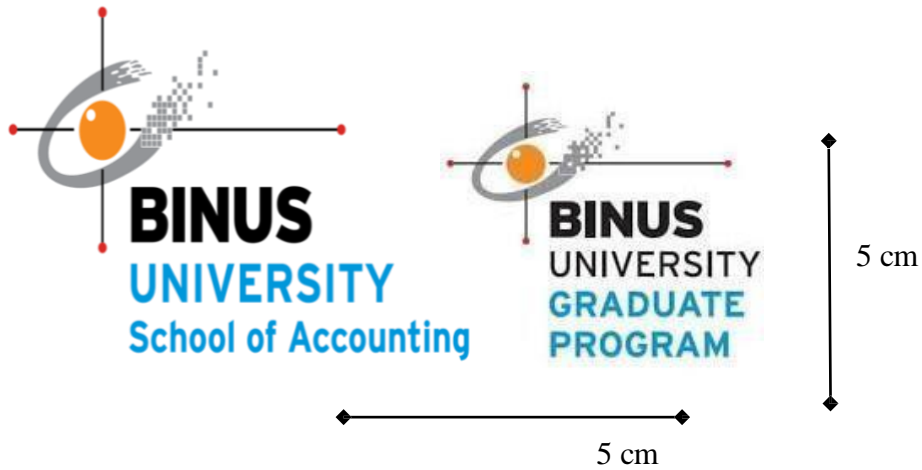 BINUS
UNIVERSITY
School of Accounting
BINUS
UNIVERSITY
GRADUATE
PROGRAM
5 cm
5 cm